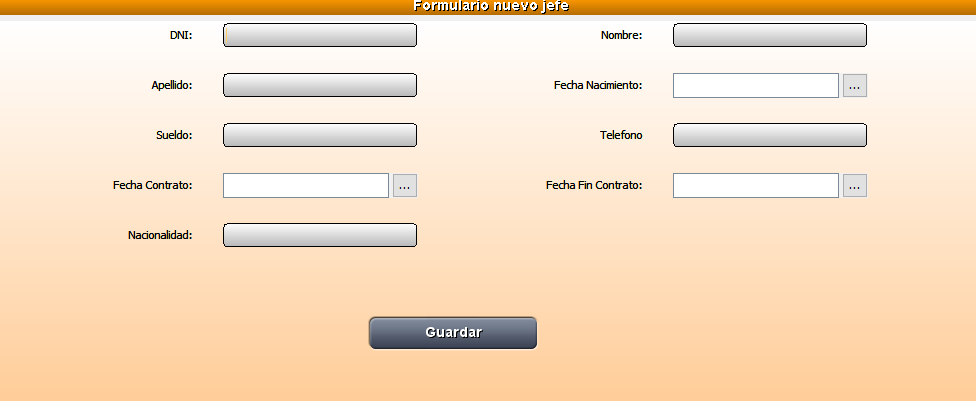 Formulario nuevo jefe
DNI:
Nombre:
Apellido:
Fecha Nacimiento:
...
Sueldo:
Telefono
Fecha Contrato:
...
Fecha Fin Contrato:
...
Nacionalidad:
Guardar